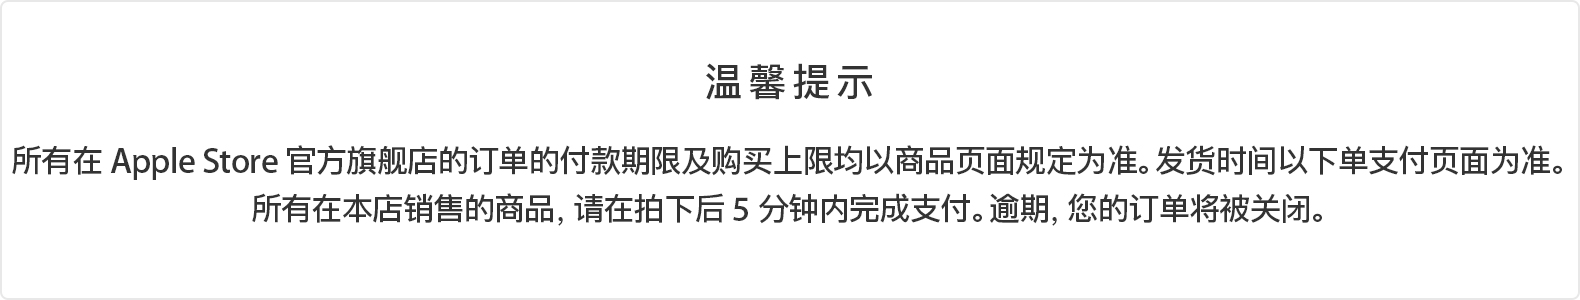 温馨提示
所有在 Apple Store 官方旗舰店的订单的付款期限及购买上限均以商品页面规定为准。发货时间以下单支付页面为准。
所有在本店销售的商品，请在拍下后 5 分钟内完成支付。逾期，您的订单将被关闭。